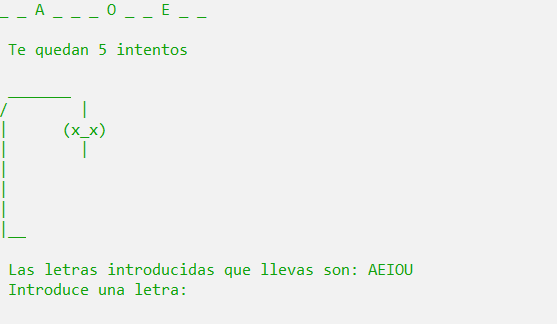 _ _ A _ _ _ O _ _ E _ _
Te quedan 5 intentos
 _______
/        |
|      (x_x)
|        |
|
|
|
|__
Las letras introducidas que llevas son: AEIOU
Introduce una letra: